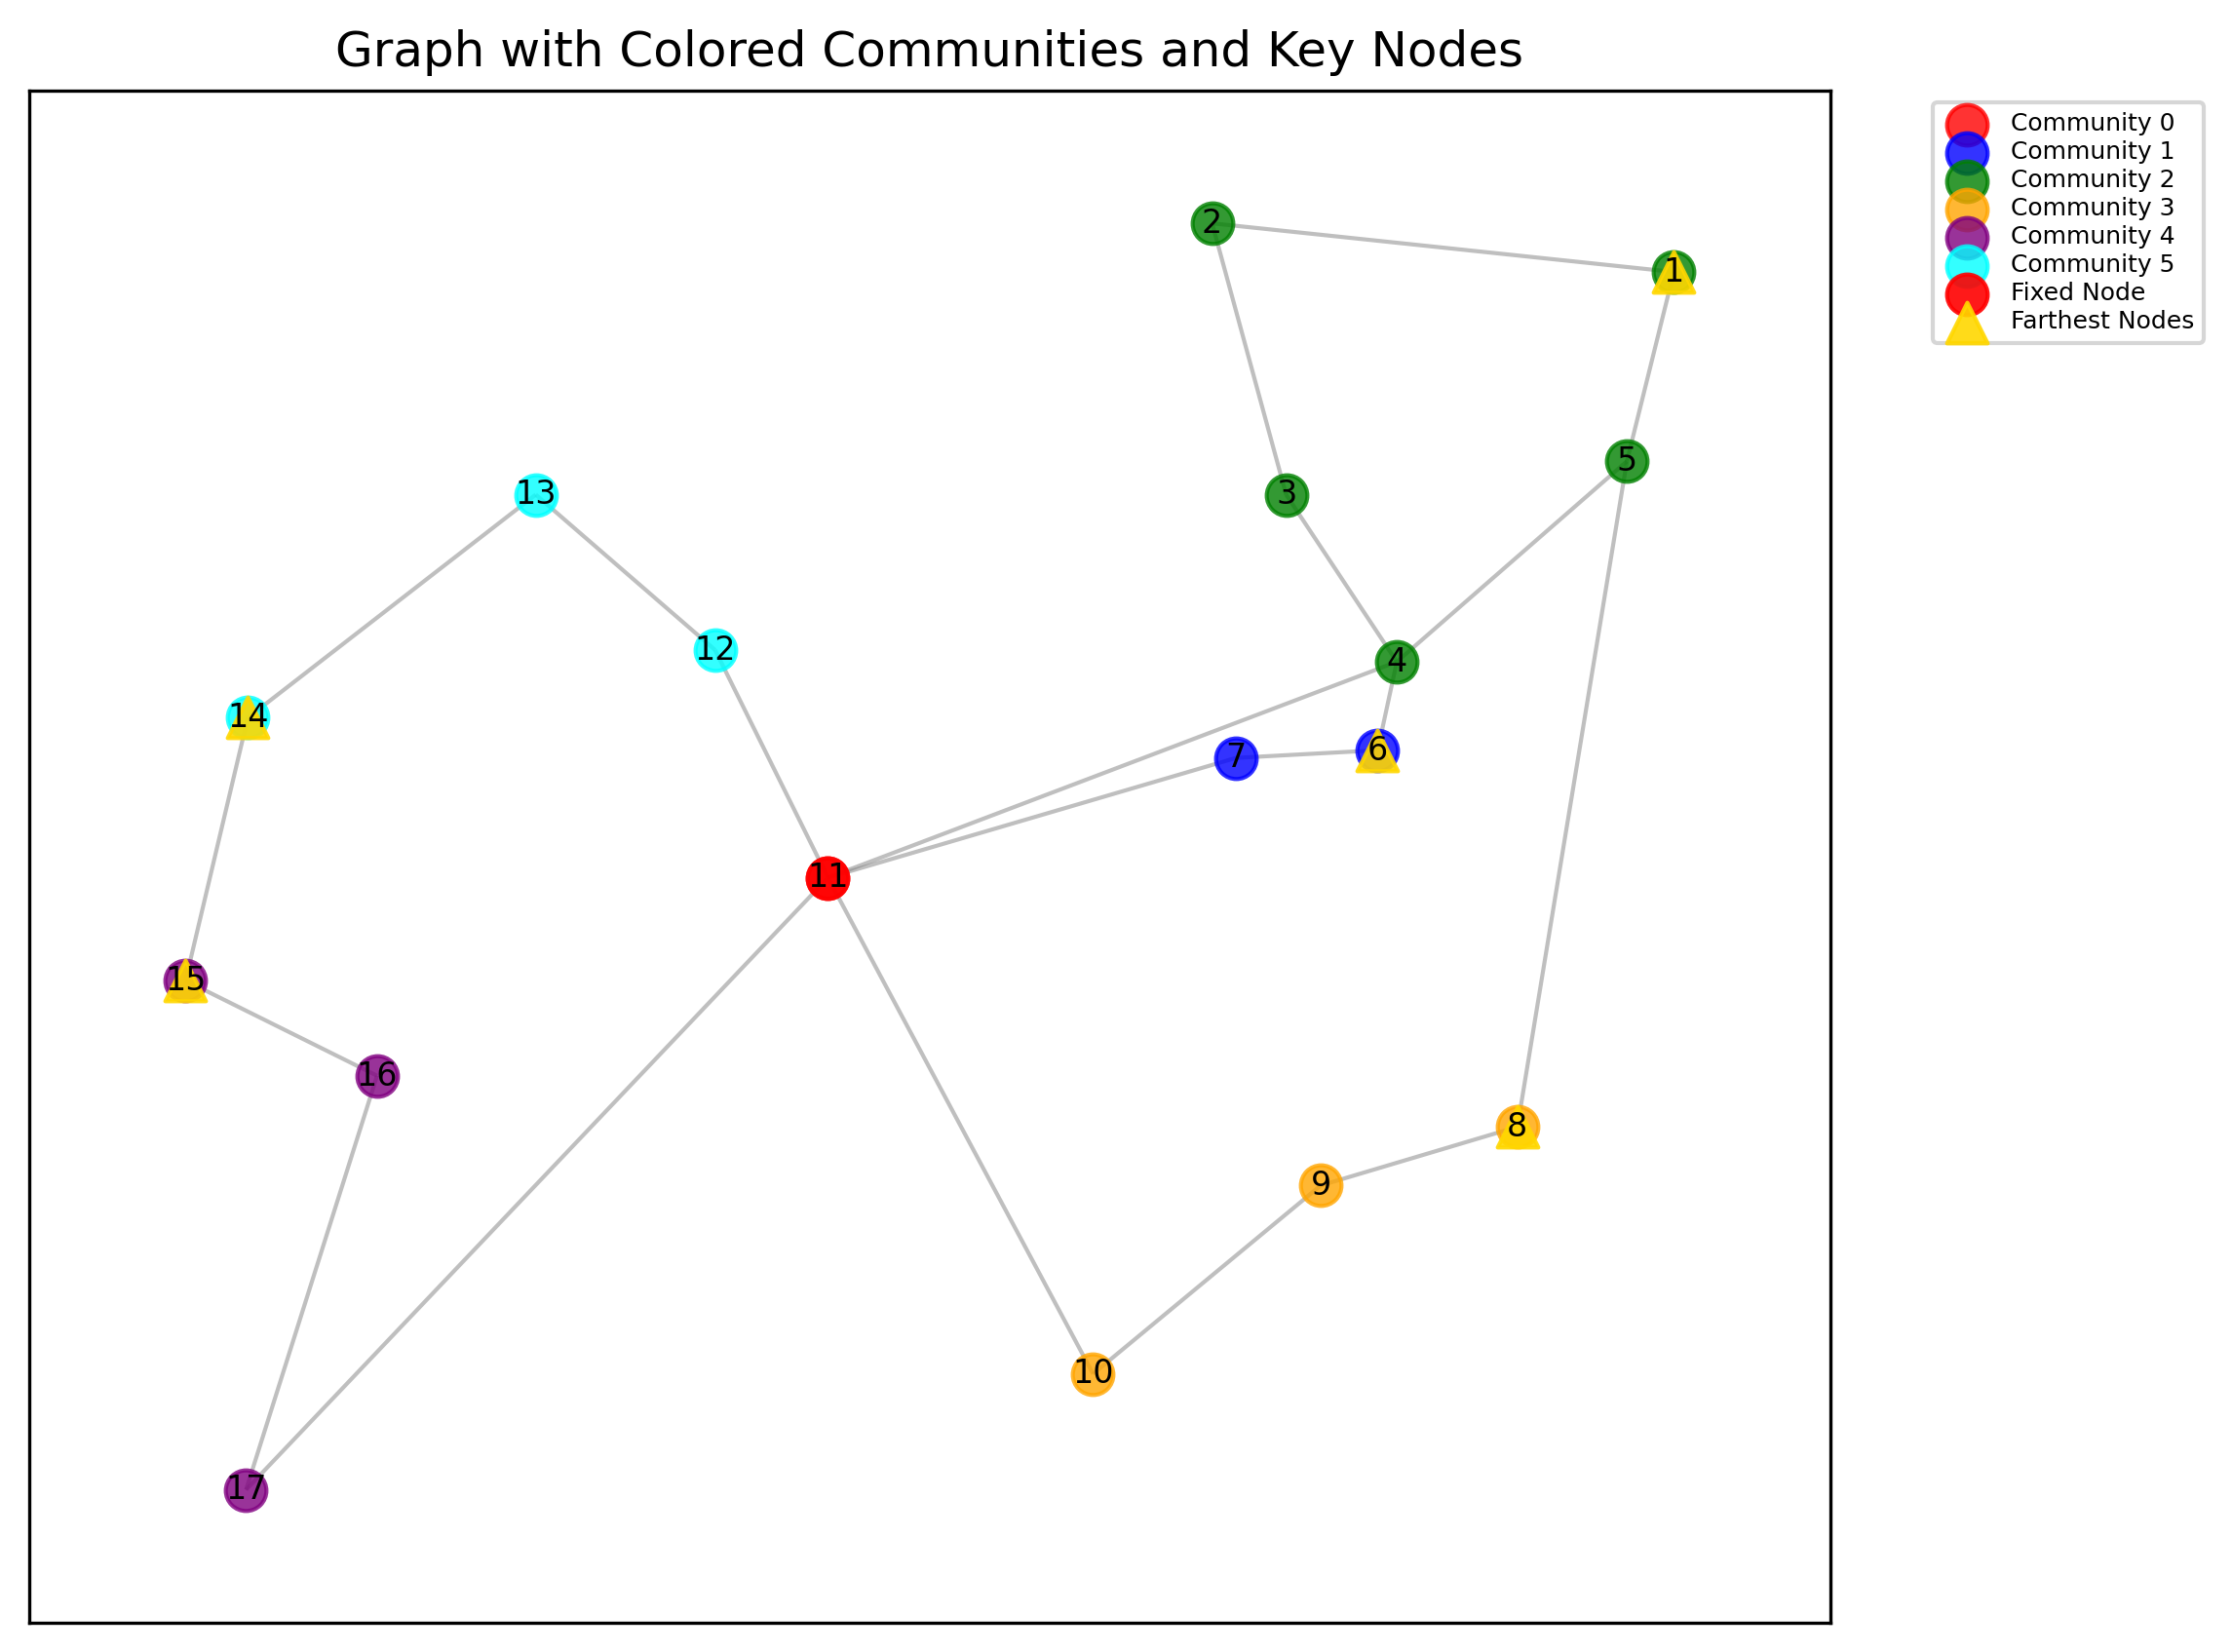 Graph with Colored Communities and Key Nodes
Community 0
Community 1
Community 2
Community 3
Community 4
Community 5
Fixed Node
Farthest Nodes
2
1
5
13
3
12
4
14
6
7
11
15
16
8
9
10
17